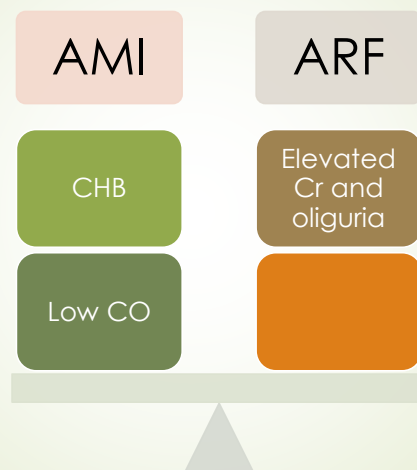 AMI
ARF
CHB
Elevated
Cr and
oliguria
Low CO